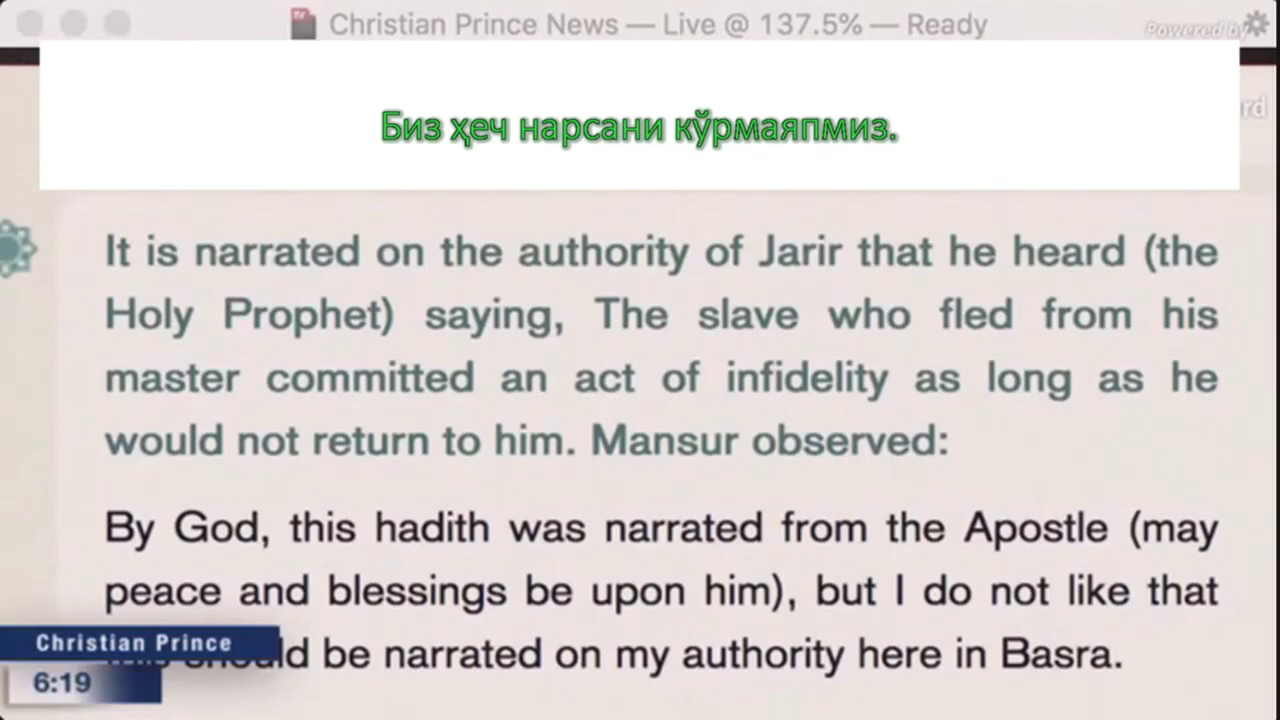 Christian Prince News — Live @ 137.5% — Ready
Powered by
Биз ҳеч нарсани кўрмаяпмиз.
It is narrated on the authority of Jarir that he heard (the
Holy Prophet) saying, The slave who fled from his
master committed an act of infidelity as long as he
would not return to him. Mansur observed:
By God, this hadith was narrated from the Apostle (may
peace and blessings be upon him), but I do not like that
be narrated on my authority here in Basra.
Christian Prince
6:19